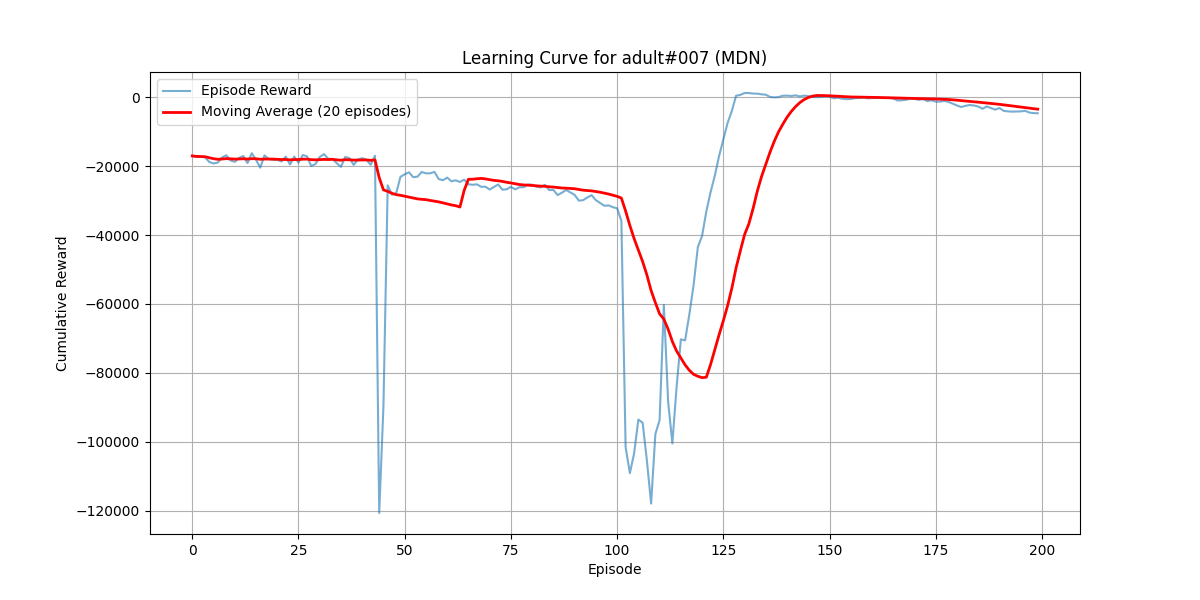 Learning Curve for adult#007 (MDN)
Episode Reward
Moving Average (20 episodes)
0
−20000
−40000
−60000
−80000
−100000
−120000
Cumulative Reward
0 25 50 75 100 125 150 175 200
Episode